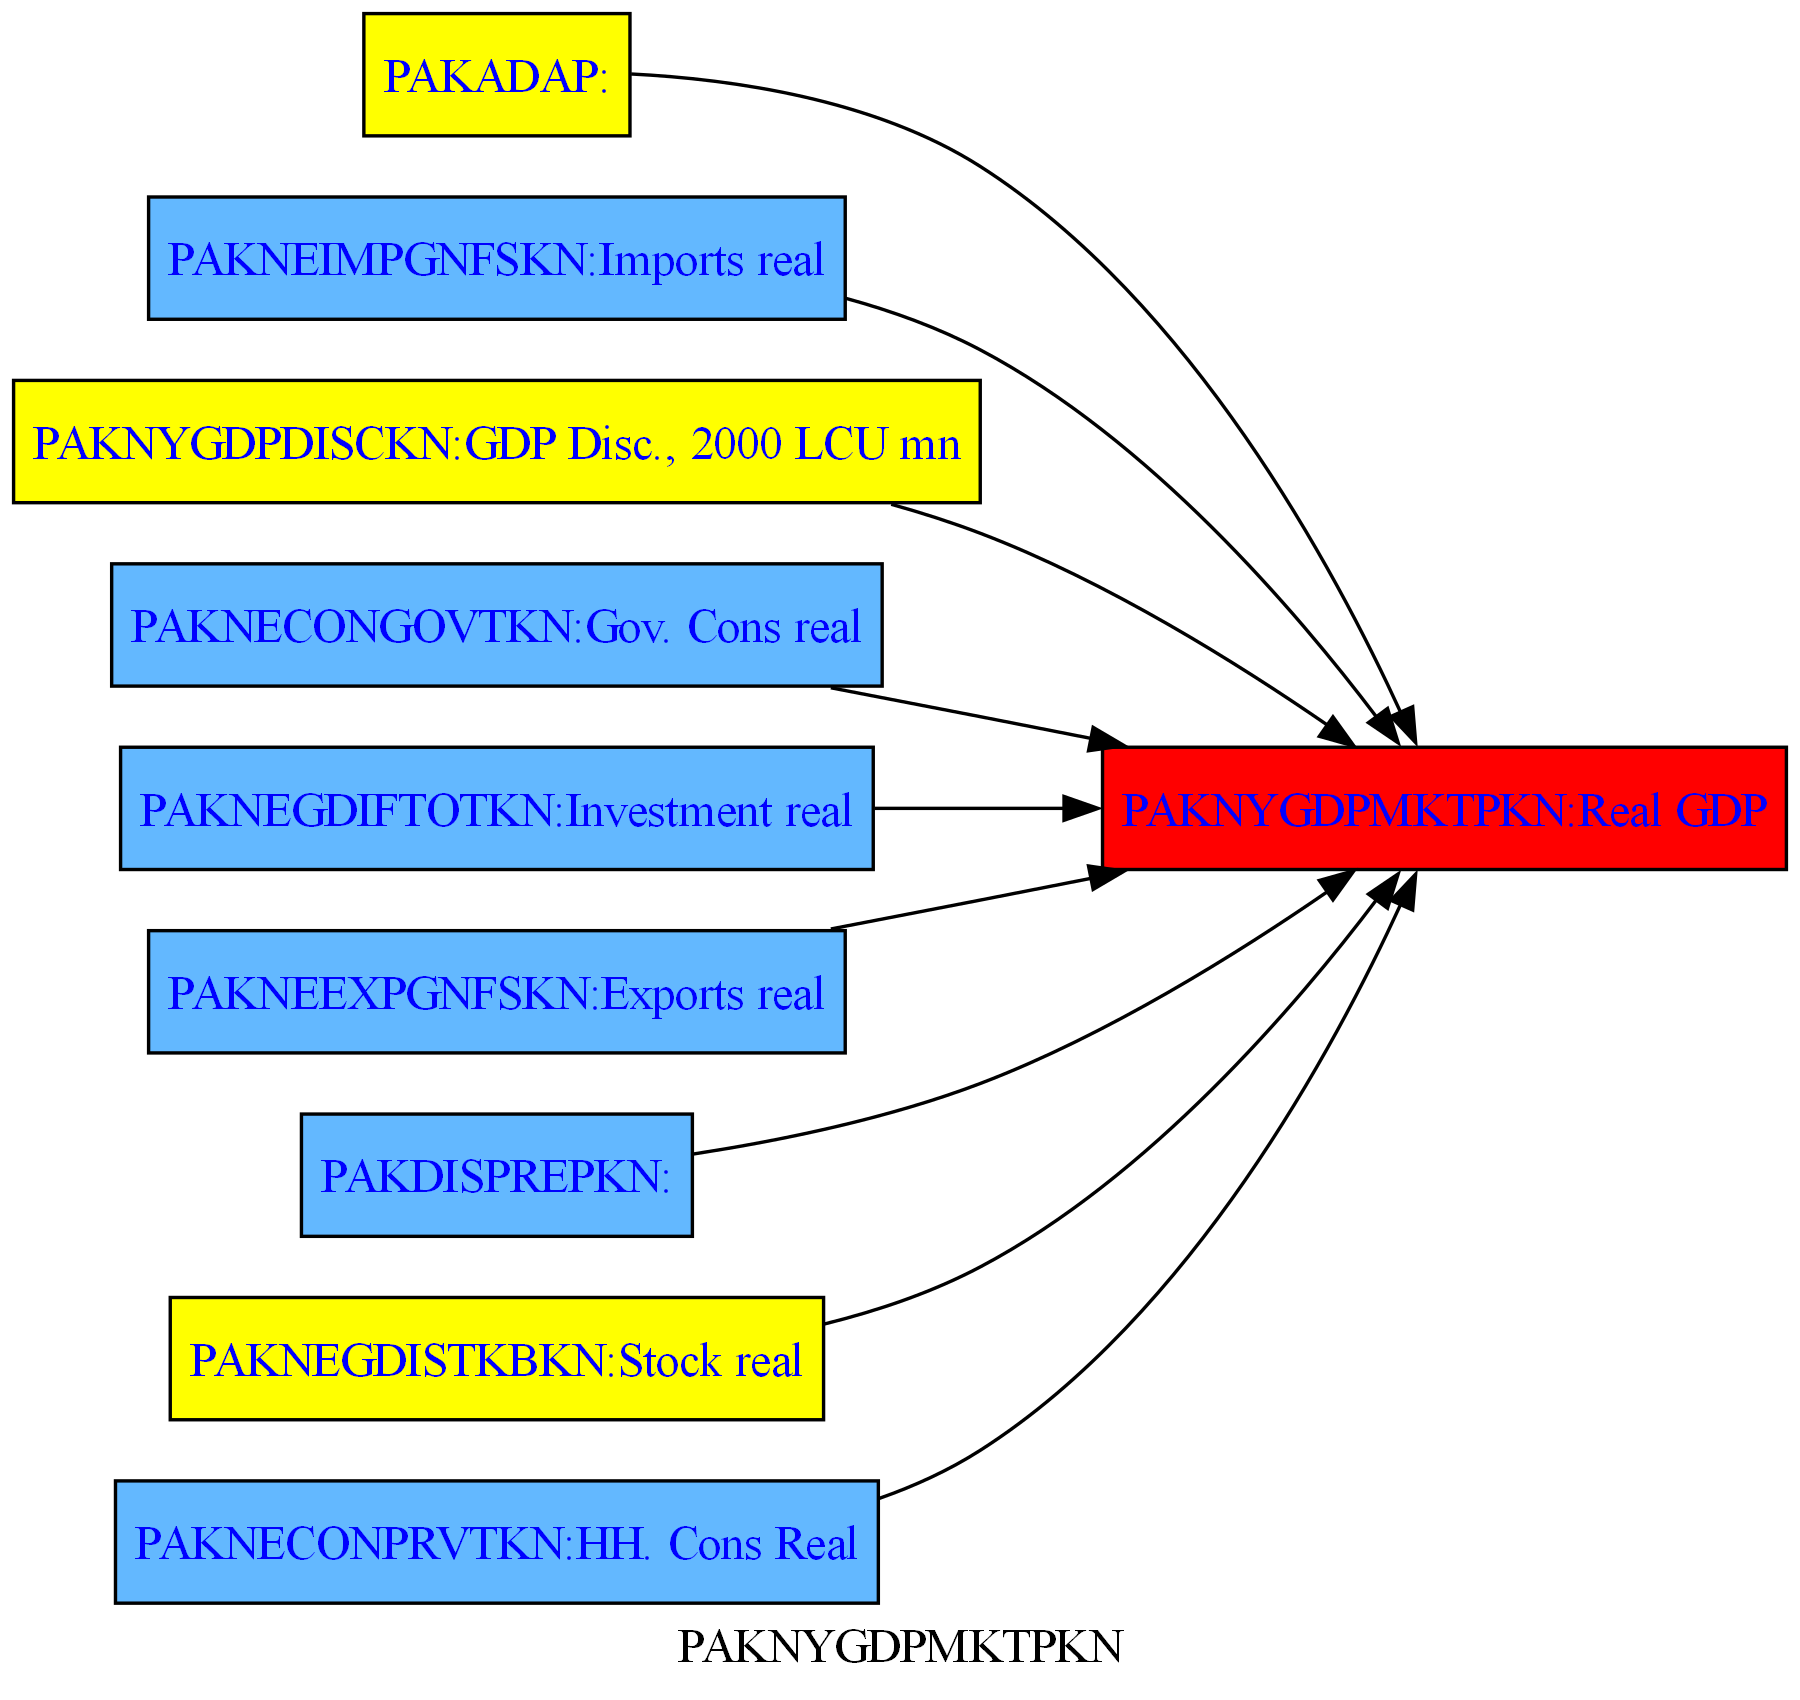 PAKADAP:
PAKNEIMPGNFSKN:Imports real
PAKNYGDPDISCKN:GDP Disc., 2000 LCU mn
PAKNECONGOVTKN:Gov. Cons real
PAKNEGDIFTOTKN:Investment real
PAKNYGDPMKTPKN:Real GDP
PAKNEEXPGNFSKN:Exports real
PAKDISPREPKN:
PAKNEGDISTKBKN:Stock real
PAKNECONPRVTKN:HH. Cons Real
PAKNYGDPMKTPKN